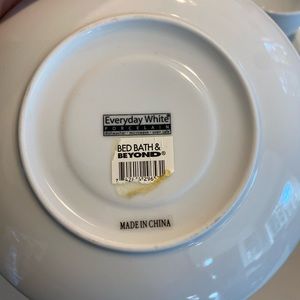 Everyday White®
PORCELAIN
BED BATH &
BEYOND®
MADE IN CHINA